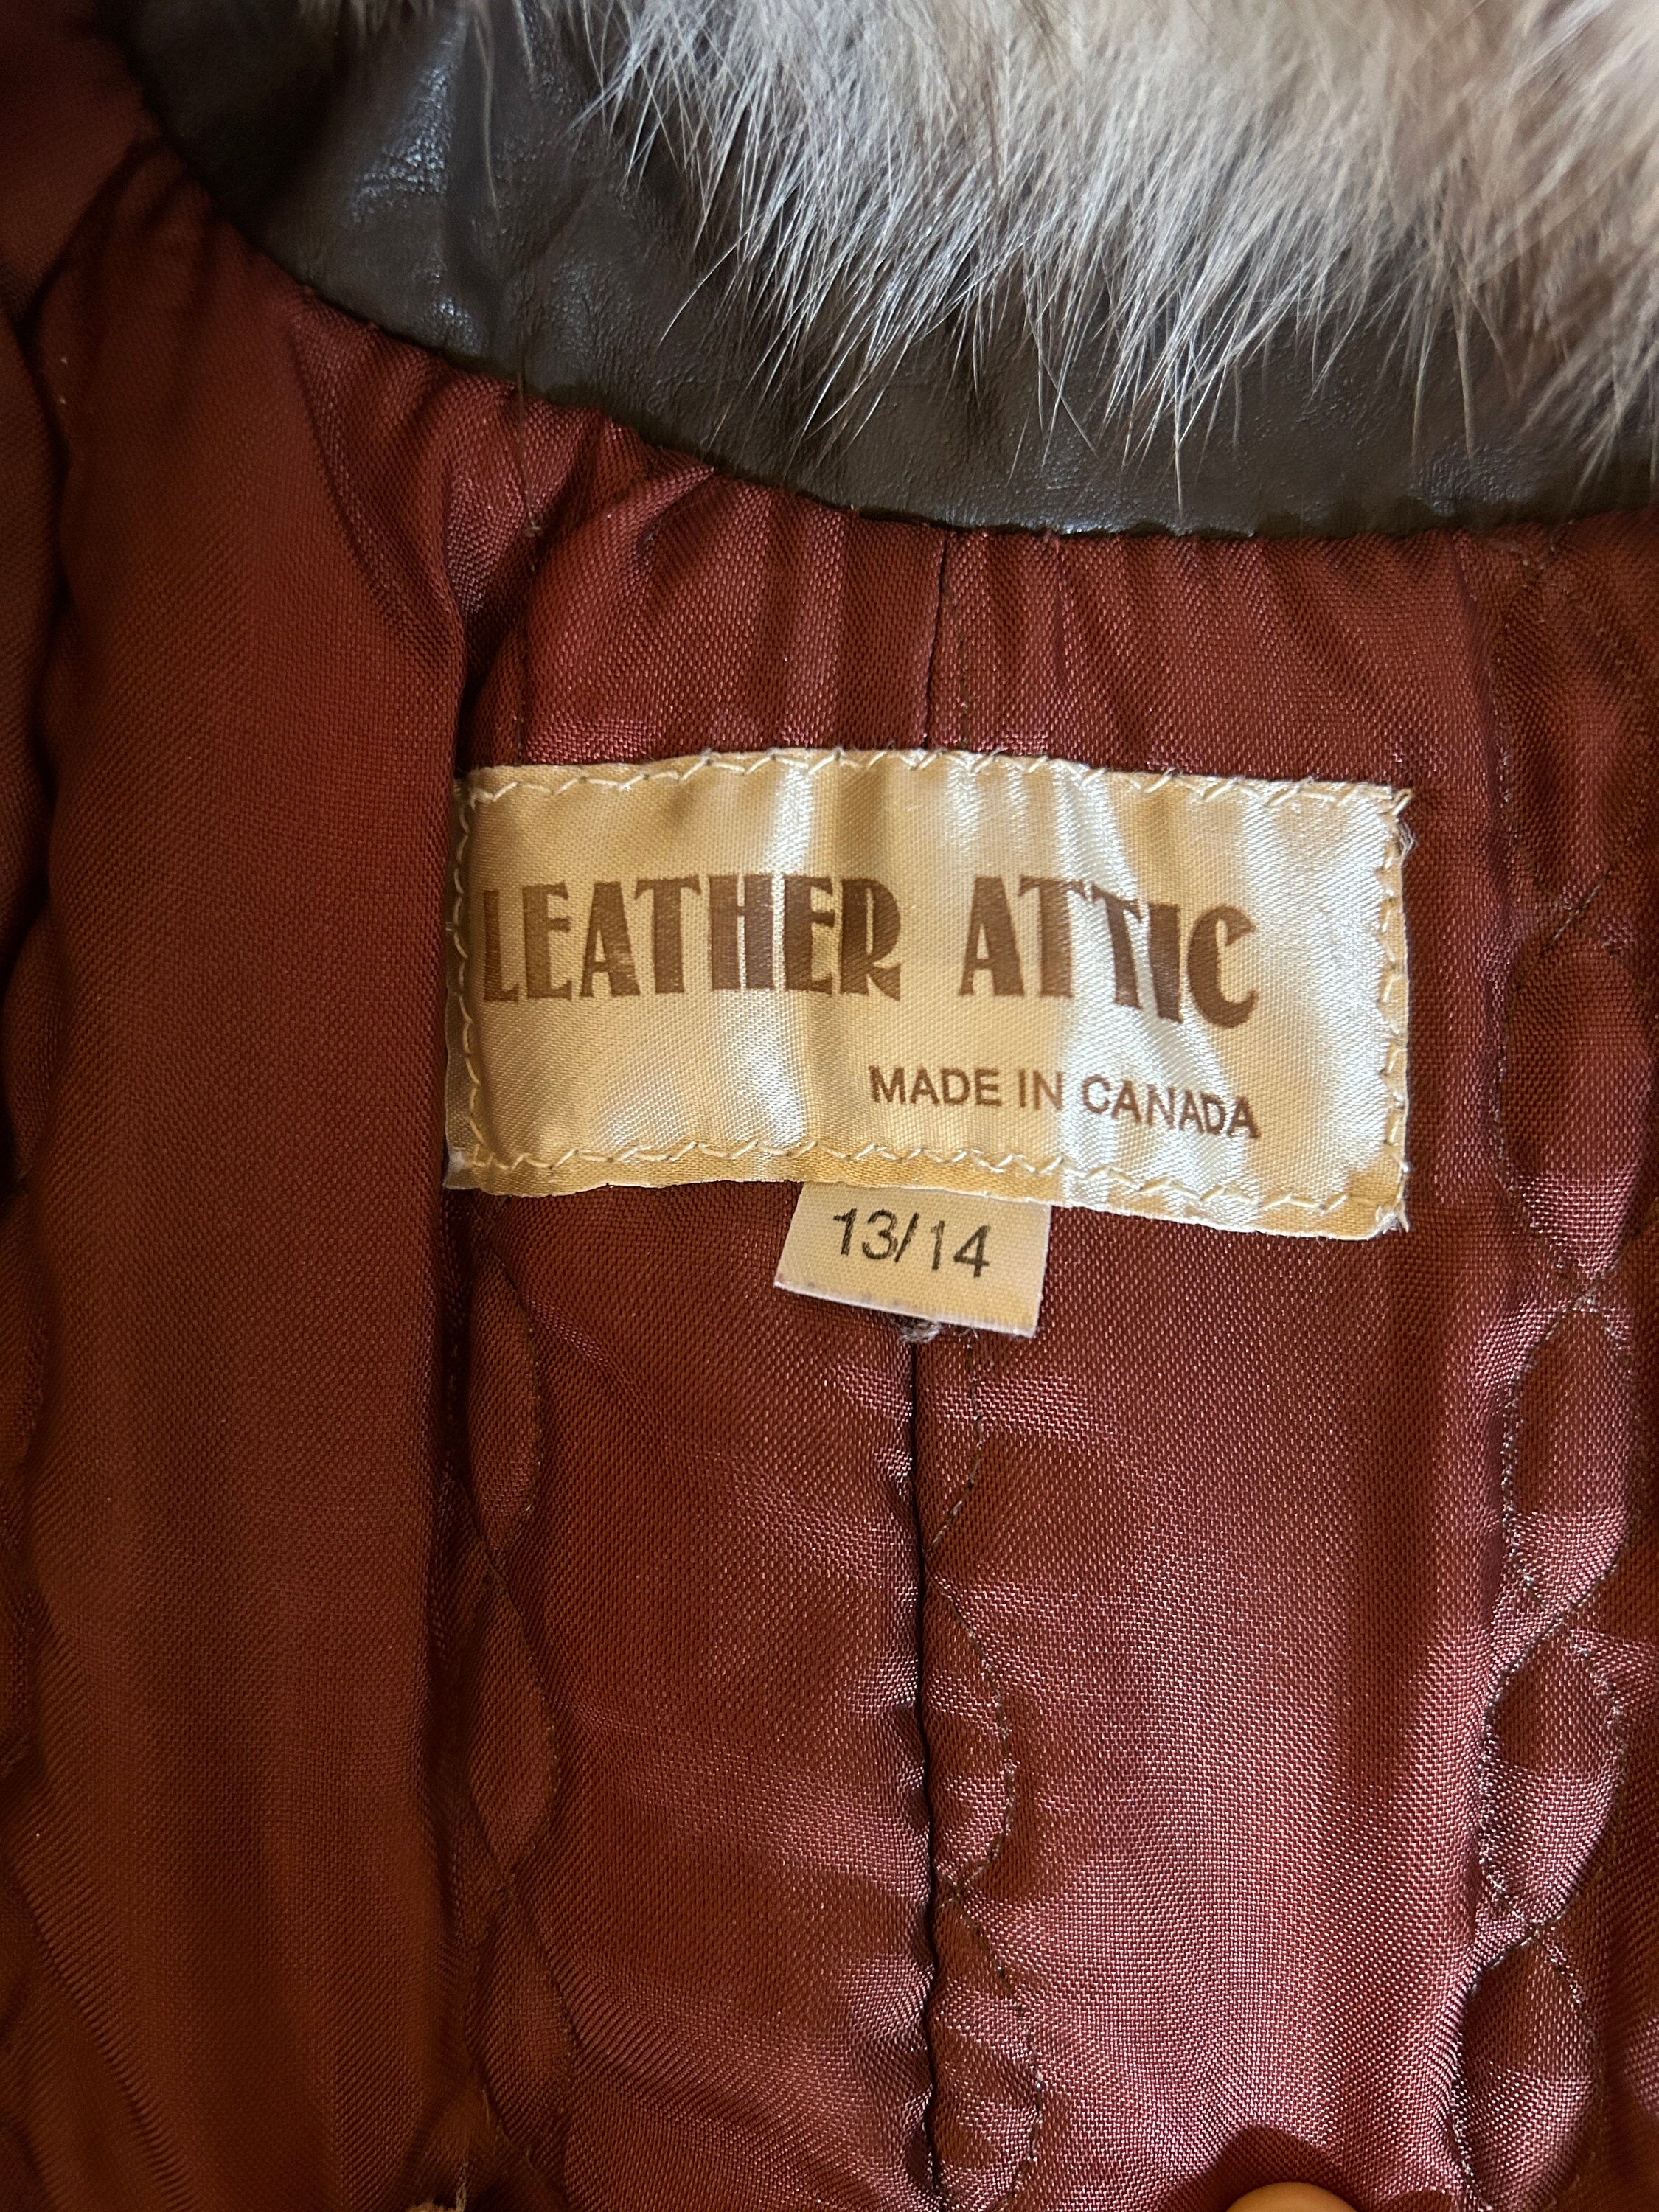 LEATHER ATTIC
MADE IN CANADA
13/14